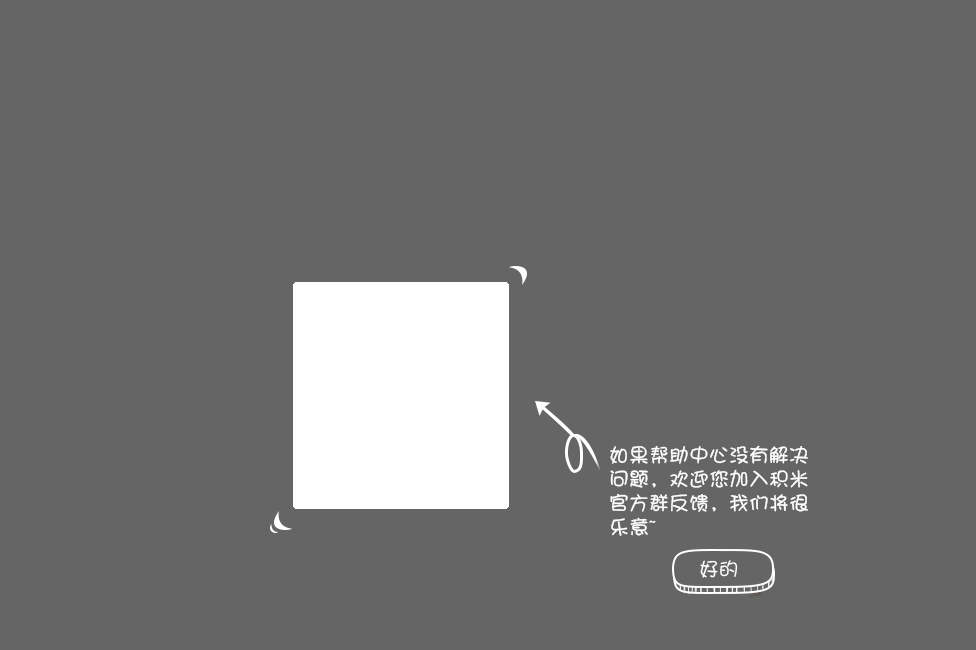 如果帮助中心没有解决
问题，欢迎您加入积米
官方群反馈，我们将很
乐意~
好的